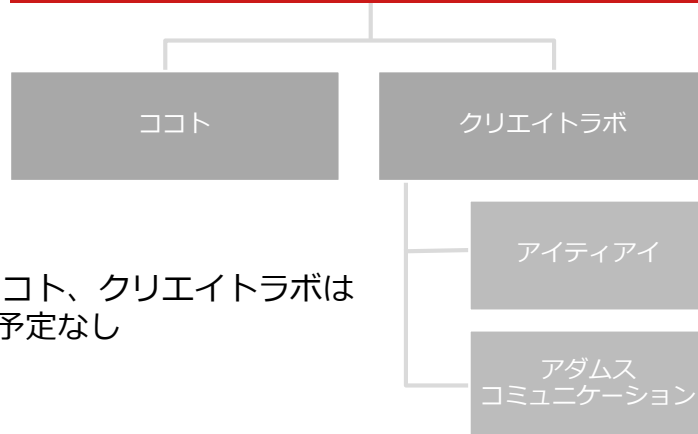 ココト
クリエイトラボ
アイティアイ
コト、クリエイトラボは
予定なし
アダムス
コミュニケーション